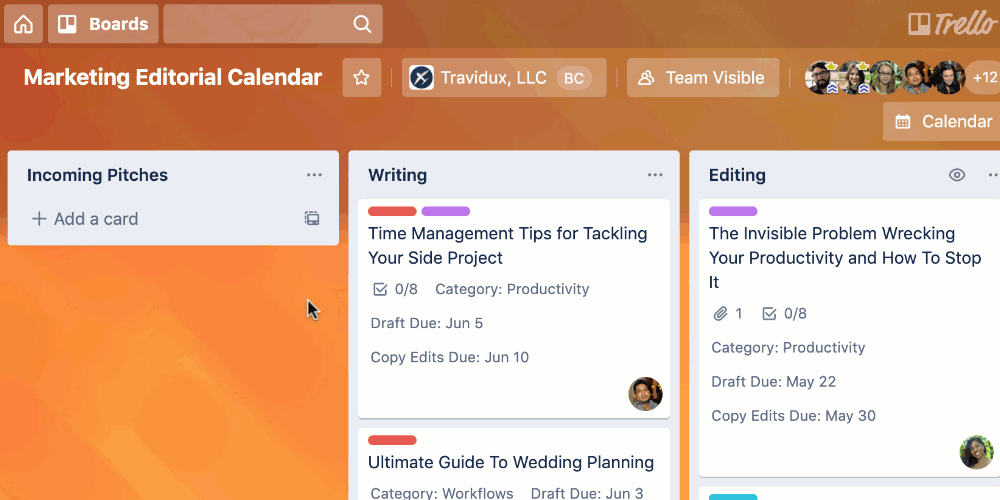 Boards
Trello
Marketing Editorial Calendar
Travidux, LLC BC
Team Visible
+12
Calendar
Incoming Pitches
Add a card
Writing
Time Management Tips for Tackling
Your Side Project
0/8 Category: Productivity
Draft Due: Jun 5
Copy Edits Due: Jun 10
Ultimate Guide To Wedding Planning
Category: Workflows Draft Due: Jun 3
Editing
The Invisible Problem Wrecking
Your Productivity and How To Stop
It
1 0/8
Category: Productivity
Draft Due: May 22
Copy Edits Due: May 30